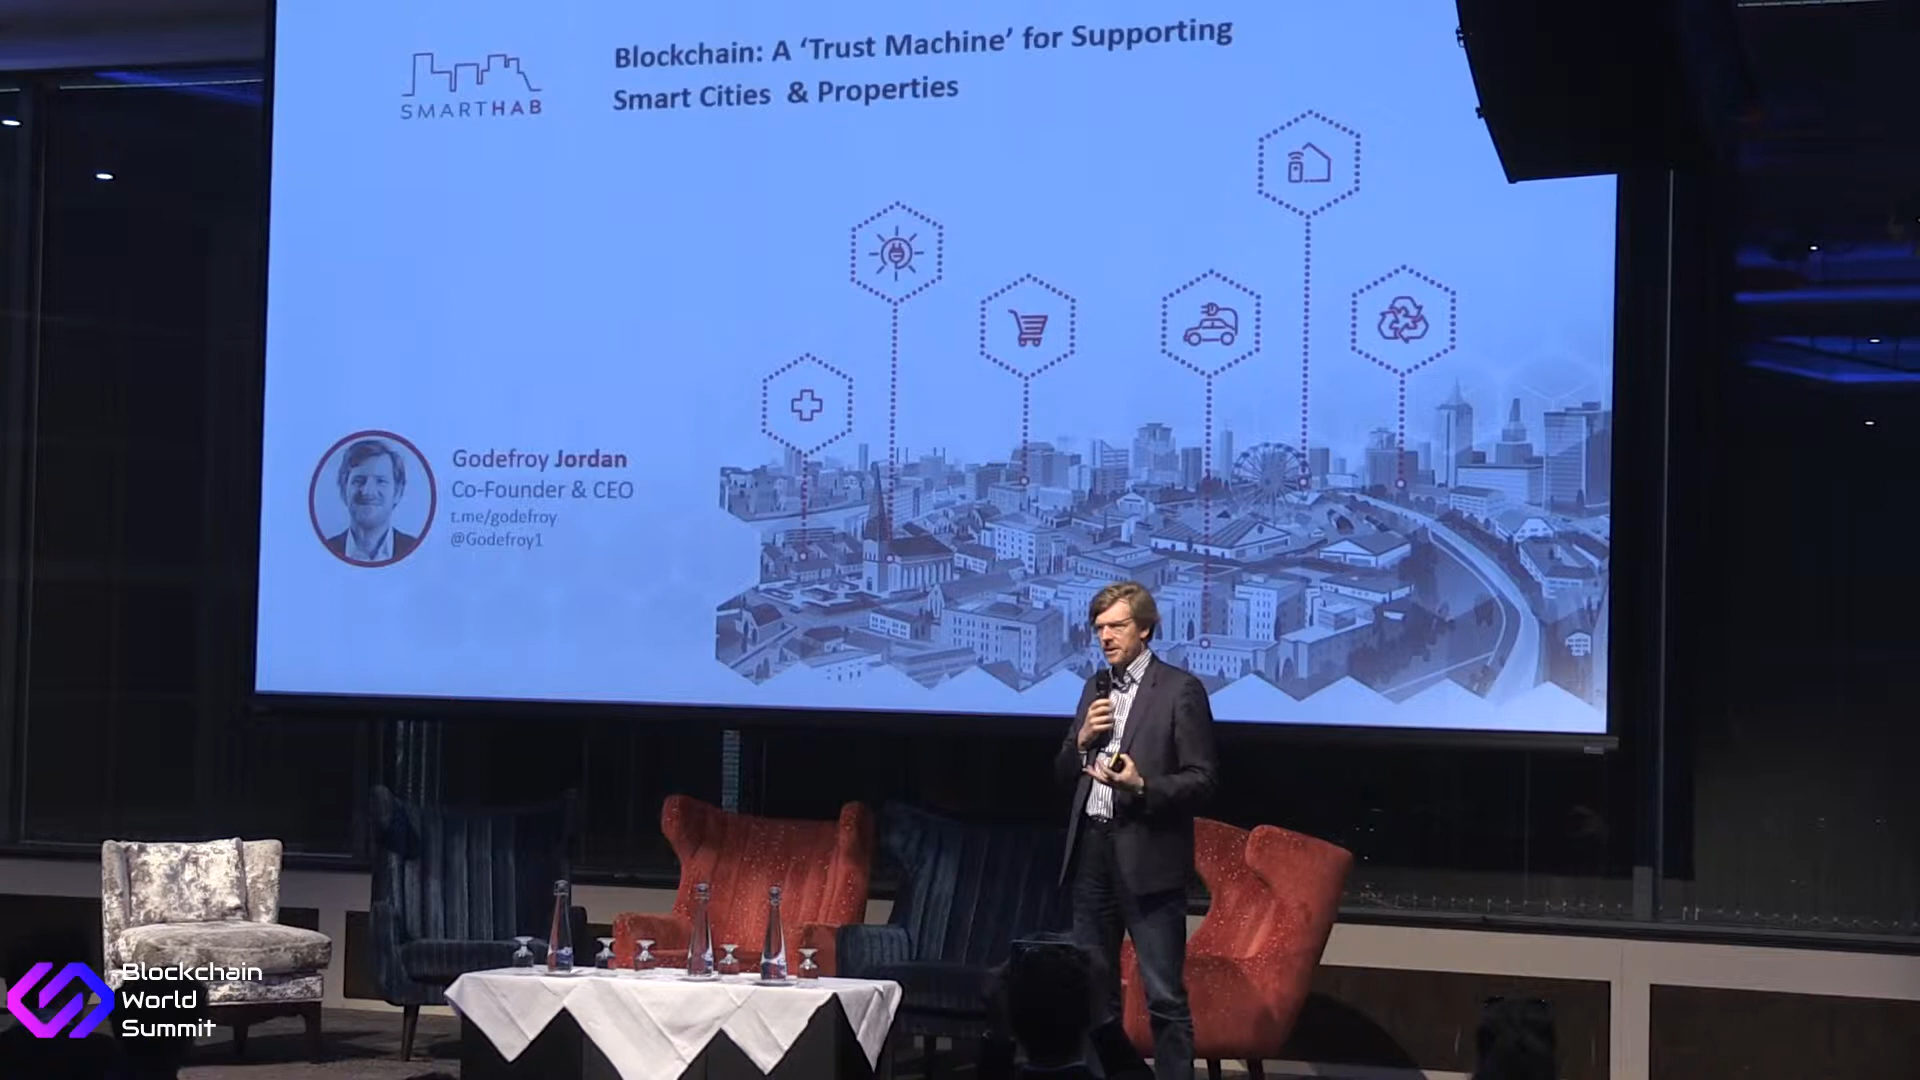 SMARTHAB
Blockchain: A ‘Trust Machine’ for Supporting
Smart Cities & Properties
Godefroy Jordan
Co-Founder & CEO
t.me/godefroy
@Godefroy1
Blockchain
World
Summit